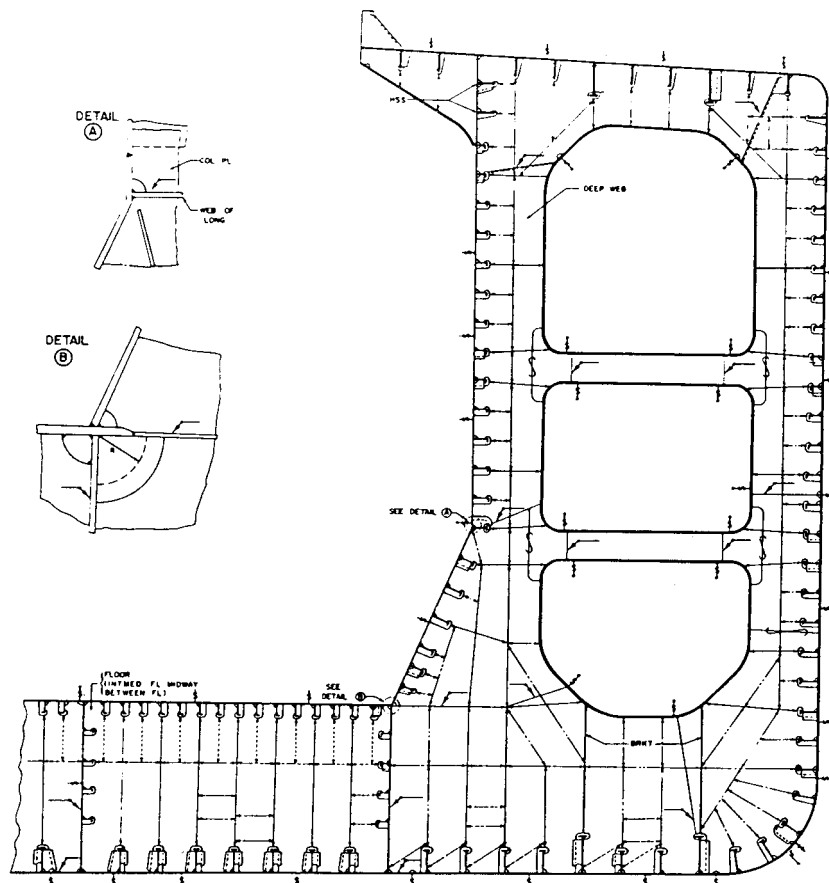 DETAIL
A
COL PL
WEB OF
LONG
HSS
DEEP WEB
DETAIL
B
R
SEE DETAIL A
FLOOR
(INTMED FL MIDWAY
BETWEEN FL)
SEE
DETAIL B
BRKT